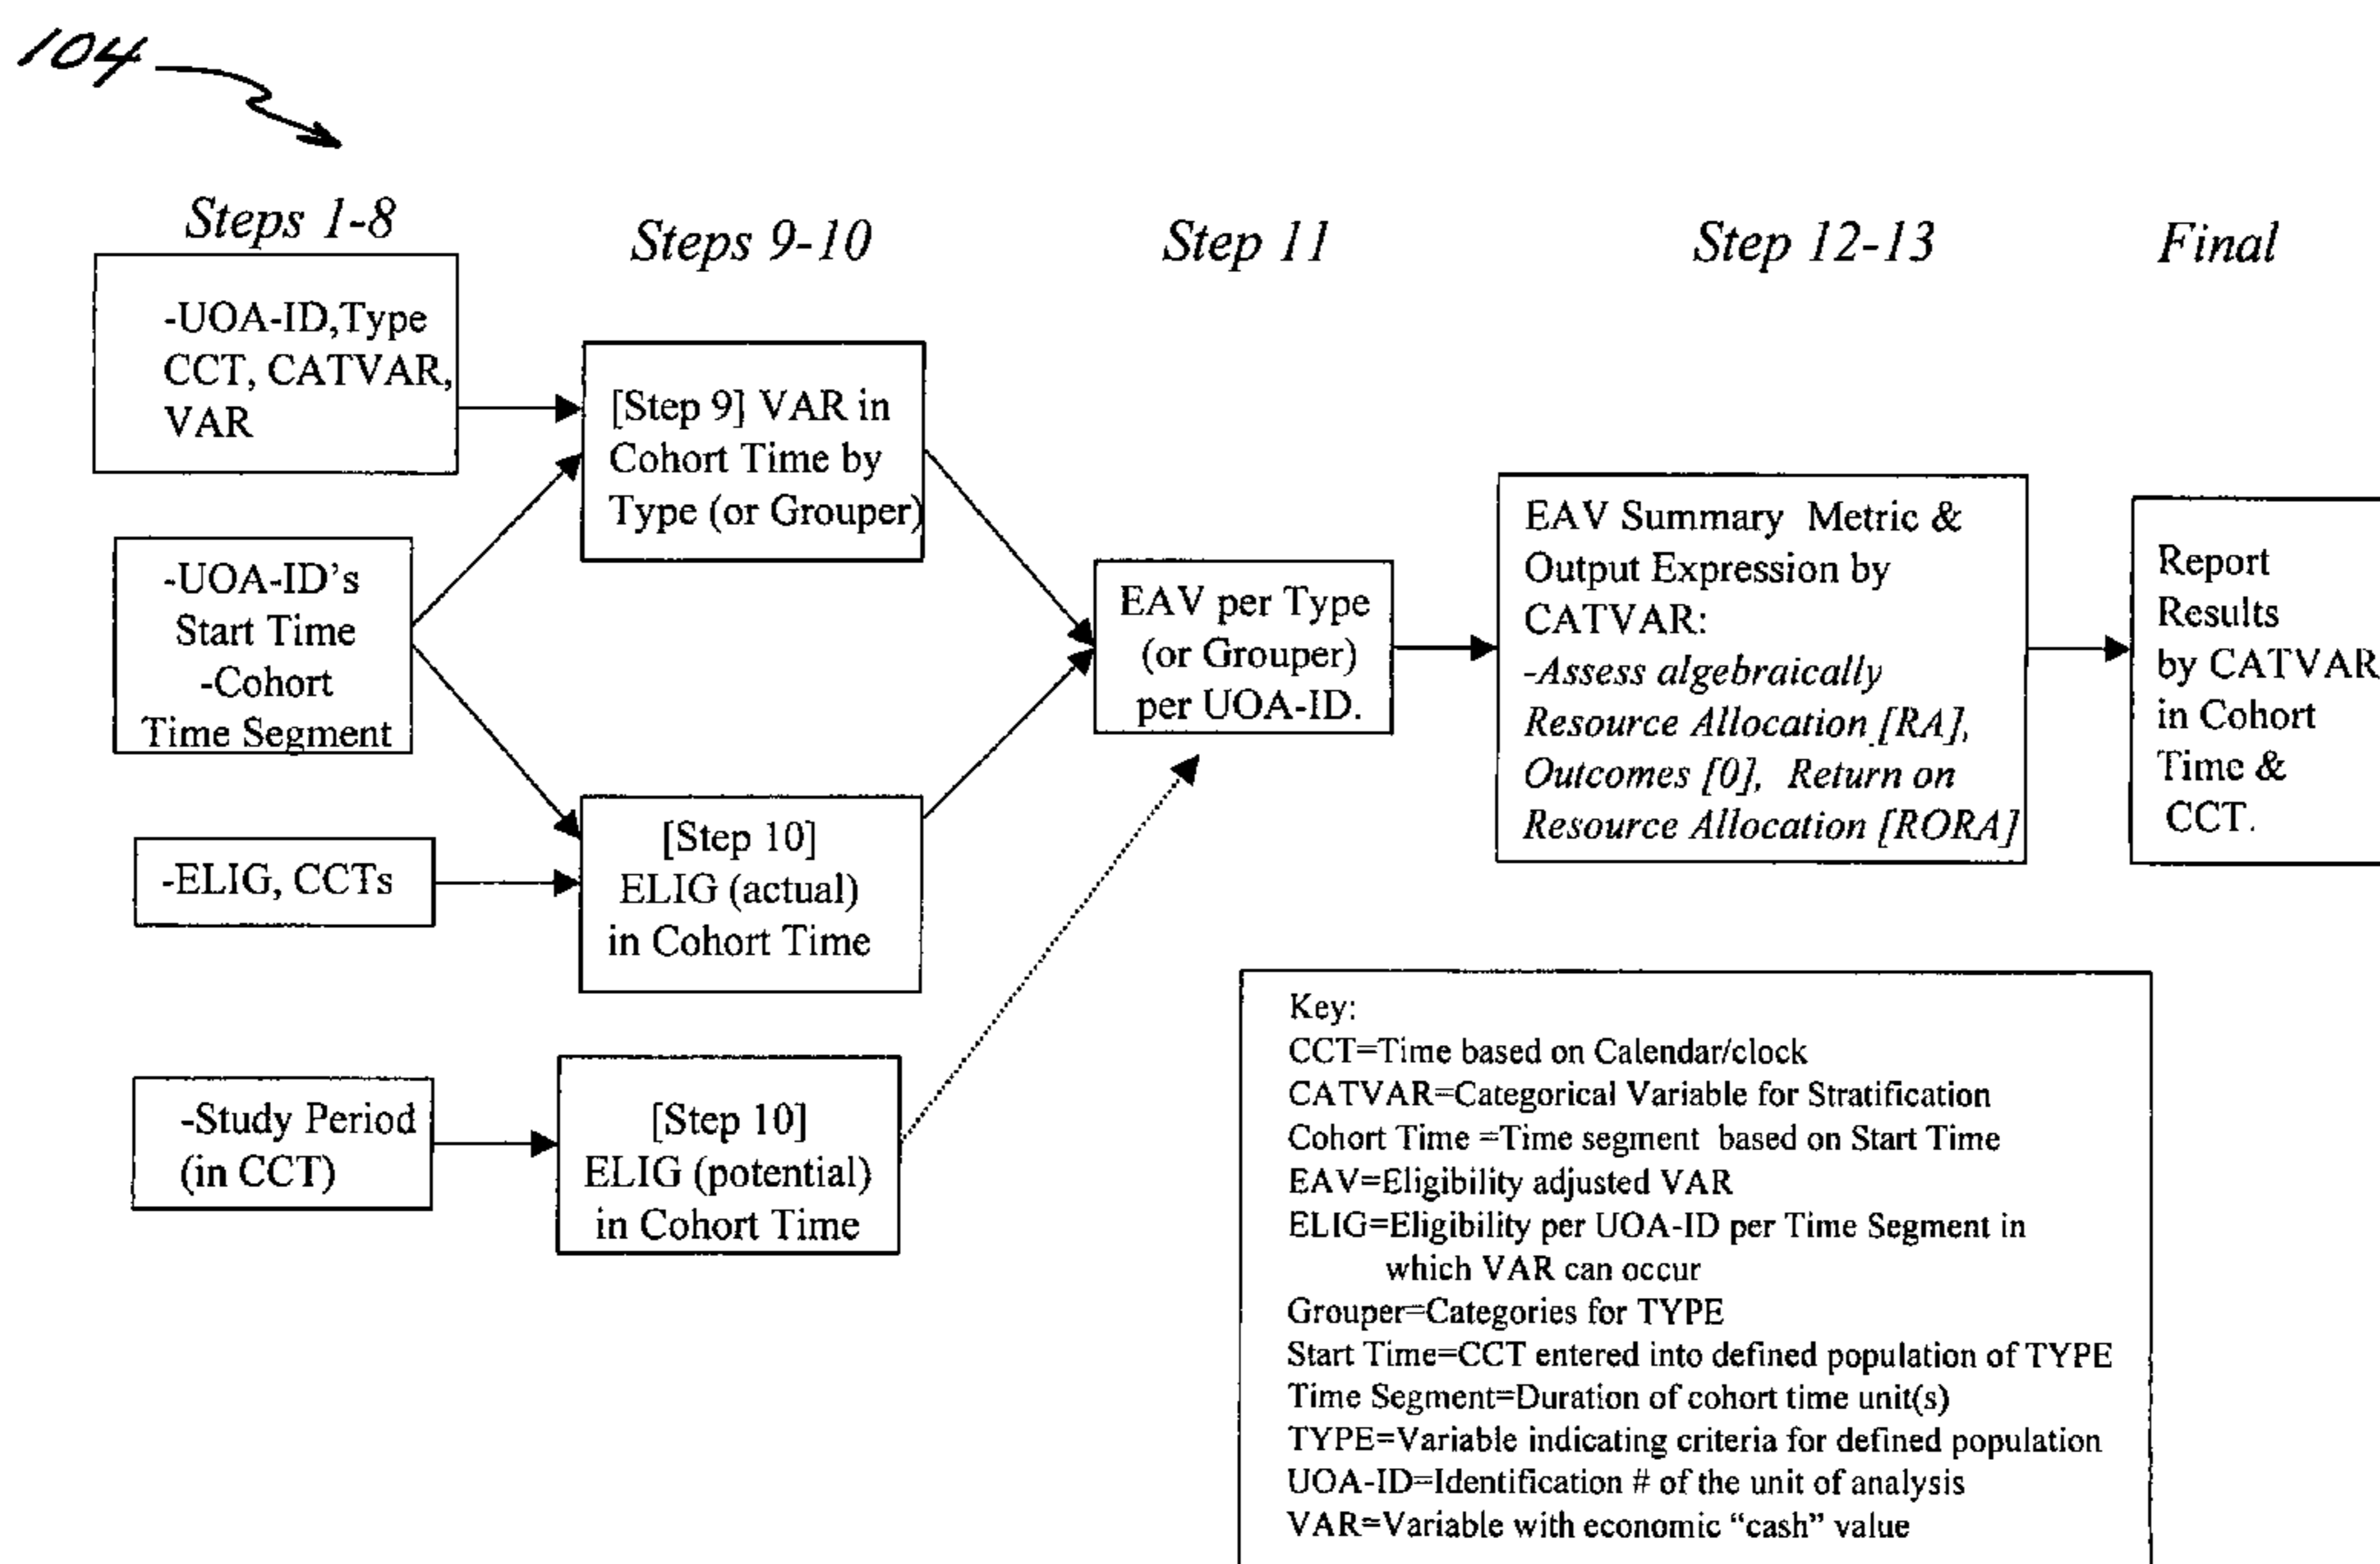 104
Steps 1-8
Steps 9-10
Step 11
Step 12-13
Final
-UOA-ID,Type
CCT, CATVAR,
VAR
-UOA-ID's
Start Time
-Cohort
Time Segment
-ELIG, CCTs
-Study Period
(in CCT)
[Step 9] VAR in
Cohort Time by
Type (or Grouper)
[Step 10]
ELIG (actual)
in Cohort Time
[Step 10]
ELIG (potential)
in Cohort Time
EAV per Type
(or Grouper)
per UOA-ID.
EAV Summary Metric &
Output Expression by
CATVAR:
-Assess algebraically
Resource Allocation [RA],
Outcomes [0], Return on
Resource Allocation [RORA]
Report
Results
by CATVAR
in Cohort
Time &
CCT.
Key:
CCT=Time based on Calendar/clock
CATVAR=Categorical Variable for Stratification
Cohort Time =Time segment based on Start Time
EAV=Eligibility adjusted VAR
ELIG=Eligibility per UOA-ID per Time Segment in
which VAR can occur
Grouper=Categories for TYPE
Start Time=CCT entered into defined population of TYPE
Time Segment=Duration of cohort time unit(s)
TYPE=Variable indicating criteria for defined population
UOA-ID=Identification # of the unit of analysis
VAR=Variable with economic "cash" value